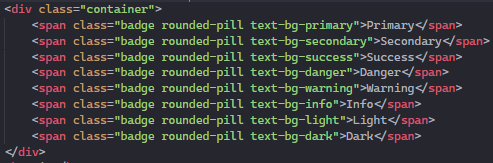 <div class="container">
    <span class="badge rounded-pill text-bg-primary">Primary</span>
    <span class="badge rounded-pill text-bg-secondary">Secondary</span>
    <span class="badge rounded-pill text-bg-success">Success</span>
    <span class="badge rounded-pill text-bg-danger">Danger</span>
    <span class="badge rounded-pill text-bg-warning">Warning</span>
    <span class="badge rounded-pill text-bg-info">Info</span>
    <span class="badge rounded-pill text-bg-light">Light</span>
    <span class="badge rounded-pill text-bg-dark">Dark</span>
</div>